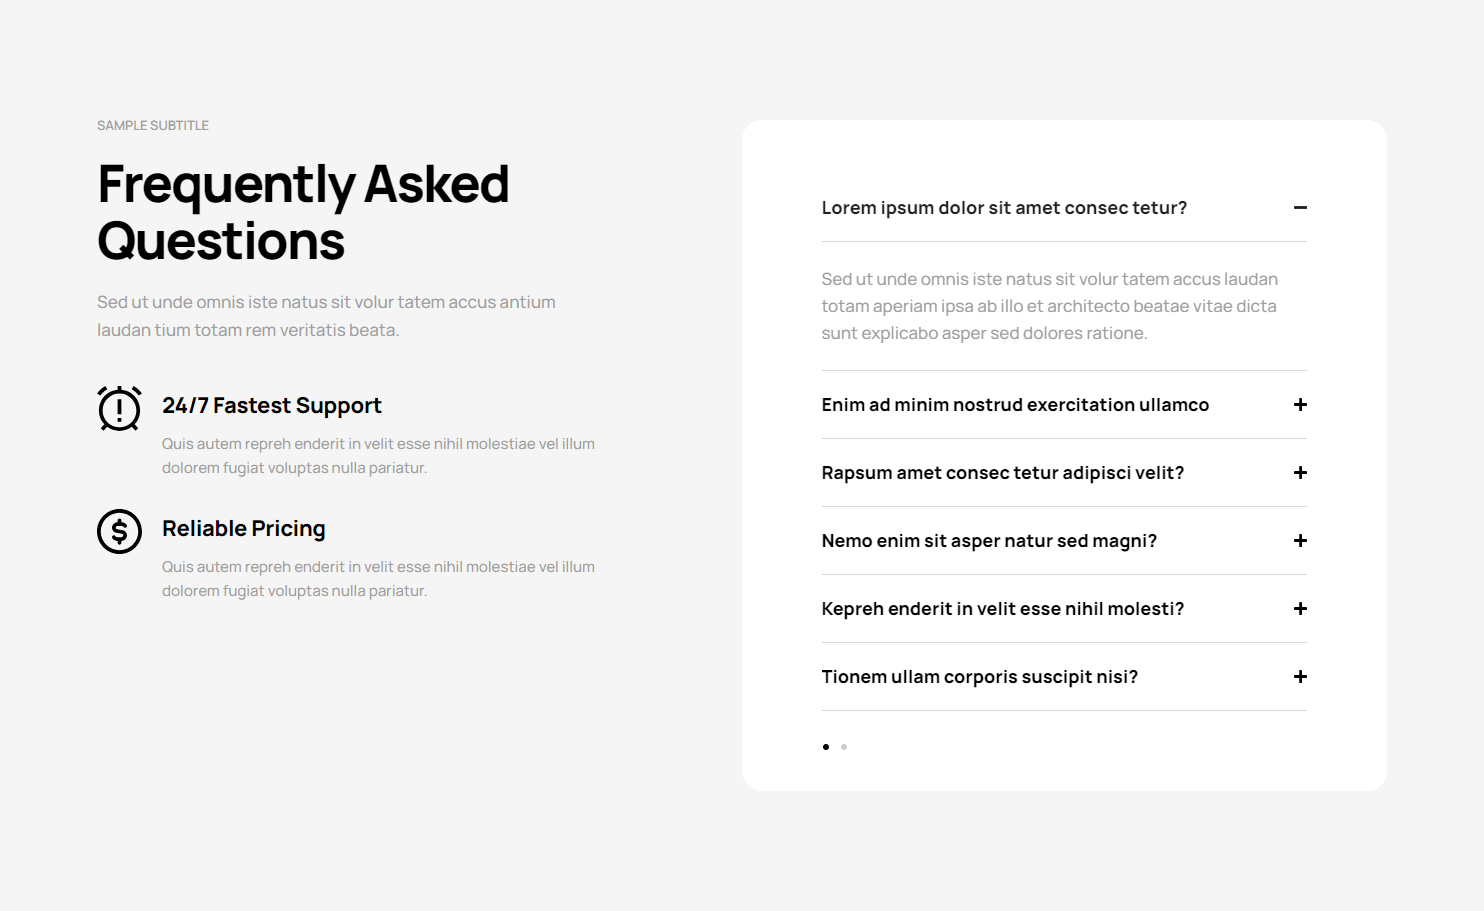 SAMPLE SUBTITLE
Frequently Asked
Questions
Sed ut unde omnis iste natus sit volur tatem accus antium
laudan tium totam rem veritatis beata.
24/7 Fastest Support
Quis autem repreh enderit in velit esse nihil molestiae vel illum
dolorem fugiat voluptas nulla pariatur.
Reliable Pricing
Quis autem repreh enderit in velit esse nihil molestiae vel illum
dolorem fugiat voluptas nulla pariatur.
Lorem ipsum dolor sit amet consec tetur?
Sed ut unde omnis iste natus sit volur tatem accus laudan
totam aperiam ipsa ab illo et architecto beatae vitae dicta
sunt explicabo asper sed dolores ratione.
Enim ad minim nostrud exercitation ullamco
Rapsum amet consec tetur adipisci velit?
Nemo enim sit asper natur sed magni?
Kepreh enderit in velit esse nihil molesti?
Tionem ullam corporis suscipit nisi?